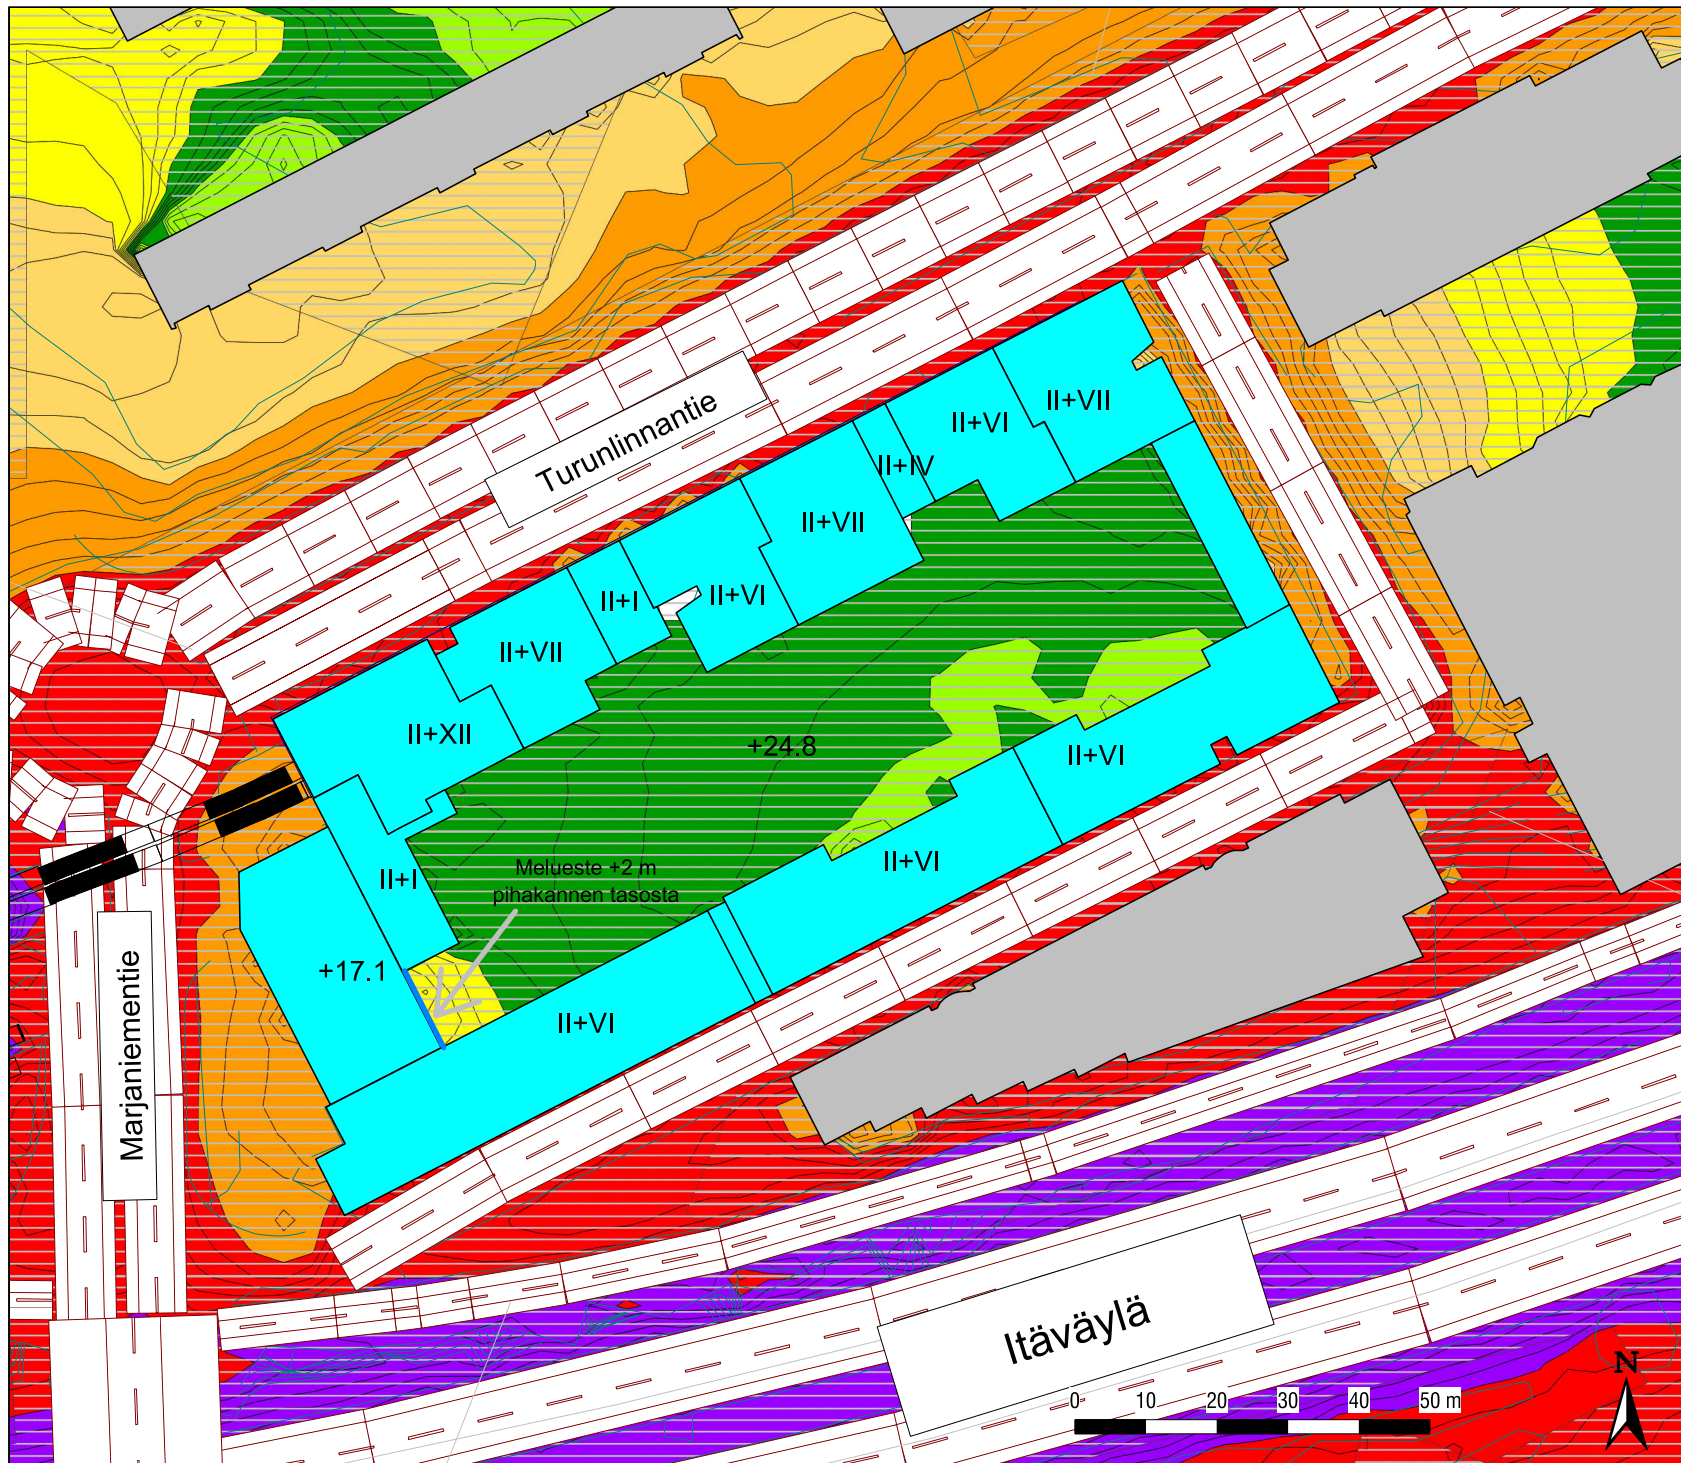 II+VII
Turunlinnantie
II+VI
II+IV
II+VII
II+I
II+VI
II+VII
II+XII
+24.8
II+VI
II+VI
Melueste +2 m
pihakannen tasosta
II+I
+17.1
II+VI
Marjaniementie
Itäväylä
N
0 10 20 30 40 50 m